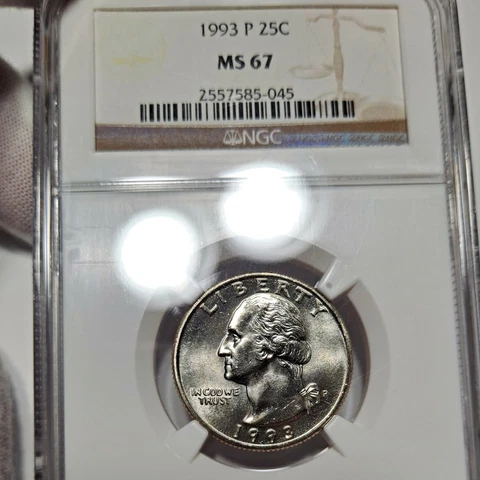 1993 P 25C
MS 67
2557585-045
NGC
LIBERTY
IN GOD WE
TRUST
P
1993